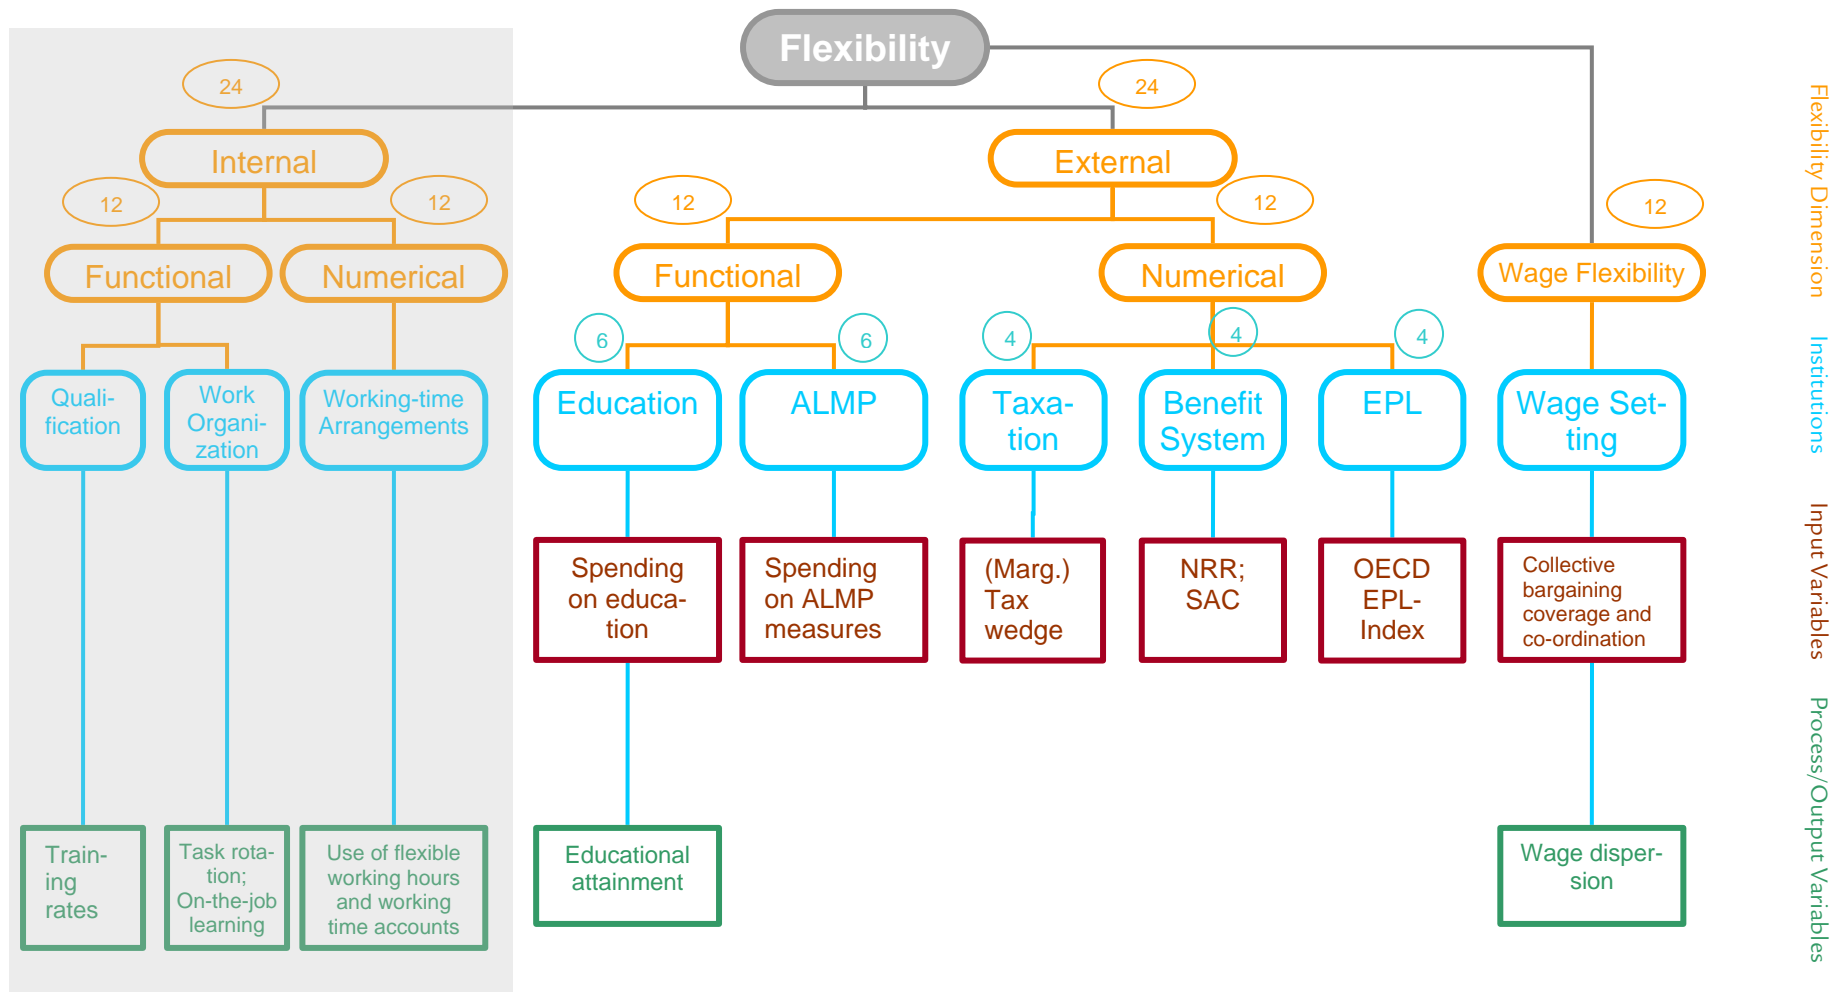 Flexibility
24
24
Internal
External
12
12
12
12
12
Functional
Numerical
Functional
Numerical
Wage Flexibility
6
6
4
4
4
Quali-
fication
Work
Organi-
zation
Working-time
Arrangements
Education
ALMP
Taxa-
tion
Benefit
System
EPL
Wage Set-
ting
Spending
on educa-
tion
Spending
on ALMP
measures
(Marg.)
Tax
wedge
NRR;
SAC
OECD
EPL-
Index
Collective
bargaining
coverage and
co-ordination
Train-
ing
rates
Task rota-
tion;
On-the-job
learning
Use of flexible
working hours
and working
time accounts
Educational
attainment
Wage disper-
sion
Flexibility Dimension
Institutions
Input Variables
Process/Output Variables